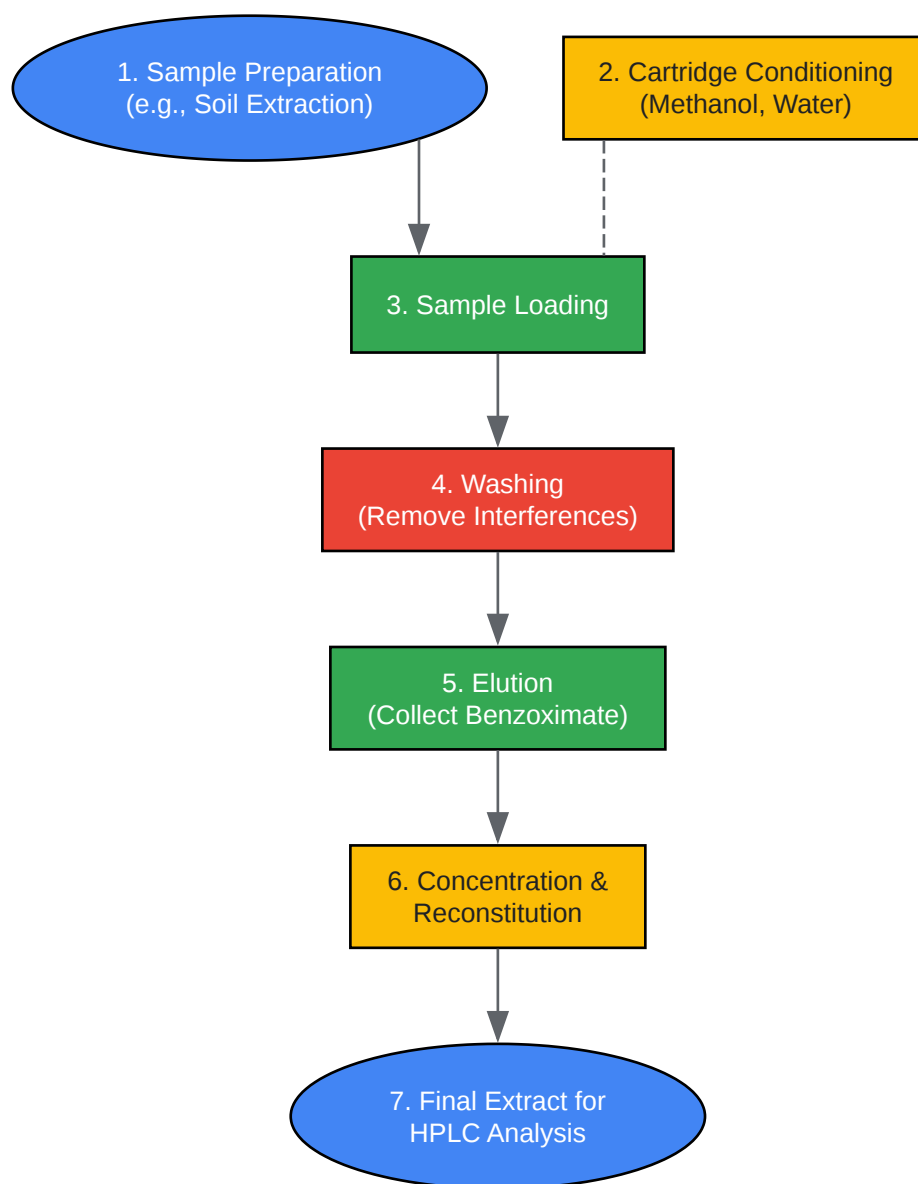 1. Sample Preparation
(e.g., Soil Extraction)
2. Cartridge Conditioning
(Methanol, Water)
3. Sample Loading
4. Washing
(Remove Interferences)
5. Elution
(Collect Benzoximate)
6. Concentration &
Reconstitution
7. Final Extract for
HPLC Analysis